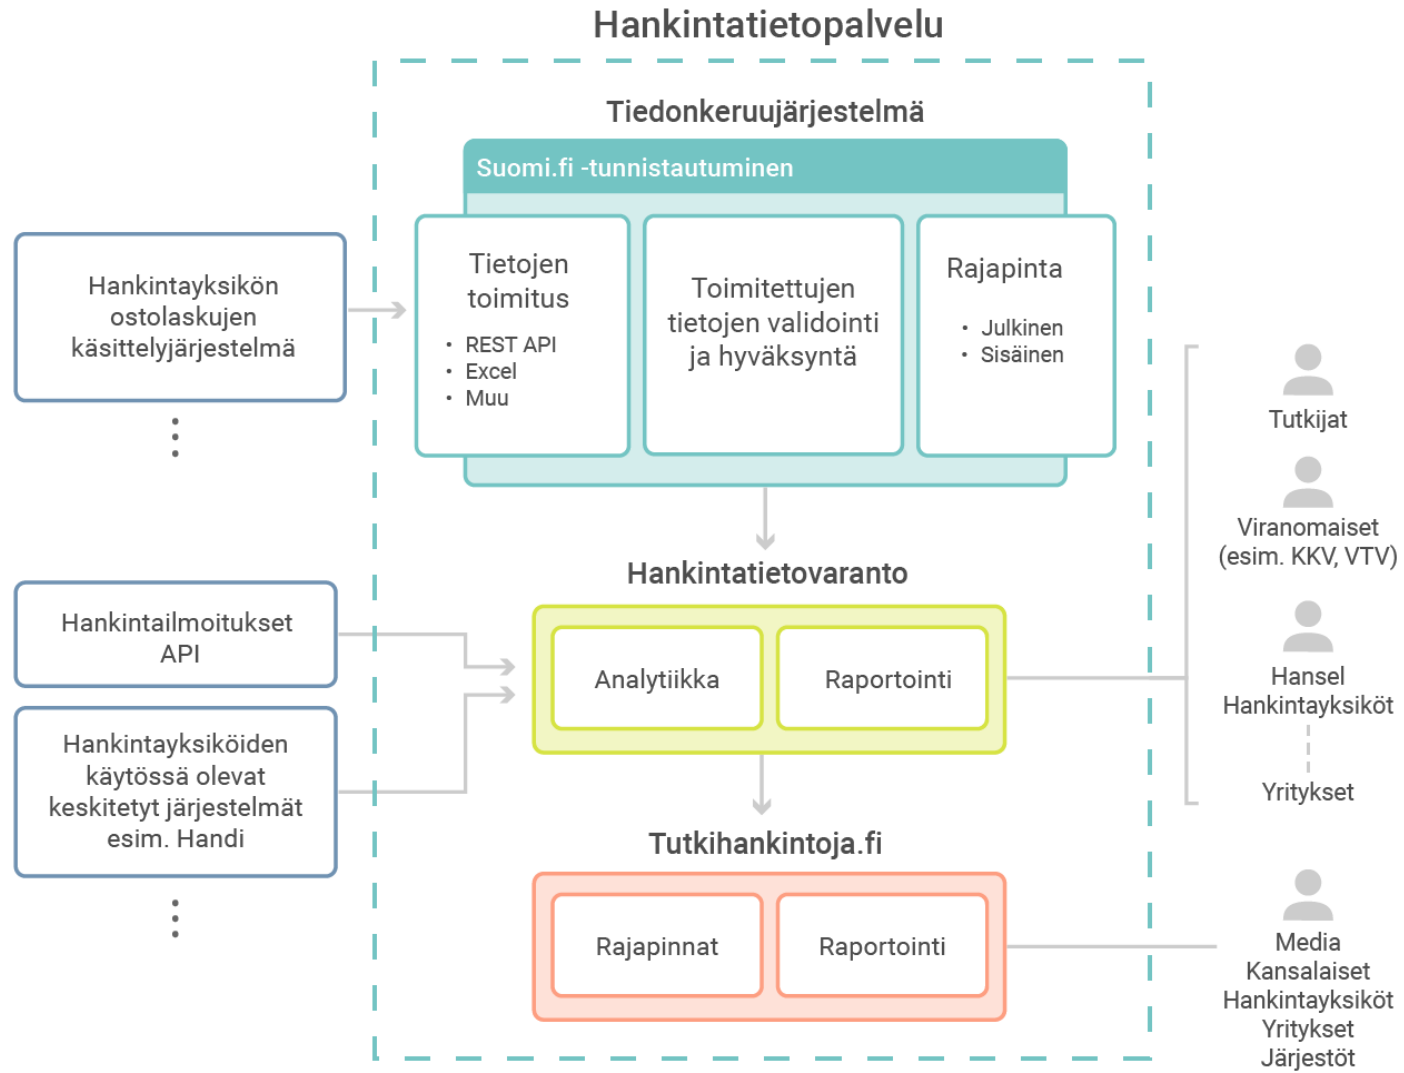 Hankintatietopalvelu
Tiedonkeruujärjestelmä
Suomi.fi -tunnistautuminen
Hankintayksikön
ostolaskujen
käsittelyjärjestelmä
Tietojen
toimitus
• REST API
• Excel
• Muu
Toimitettujen
tietojen validointi
ja hyväksyntä
Rajapinta
• Julkinen
• Sisäinen
Tutkijat
Viranomaiset
(esim. KKV, VTV)
Hankintatietovaranto
Hankintailmoitukset
API
Analytiikka
Raportointi
Hansel
Hankintayksiköt
Yritykset
Hankintayksiköiden
käytössä olevat
keskitetyt järjestelmät
esim. Handi
Tutkihankintoja.fi
Rajapinnat
Raportointi
Media
Kansalaiset
Hankintayksiköt
Yritykset
Järjestöt